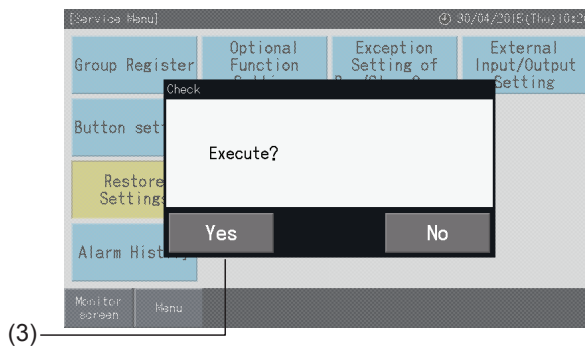 [Service Menu]
30/04/2015(Thu)10:2
Group Register
Optional
Function
Exception
Setting of
External
Input/Output
Setting
Check
Button set
Execute?
Restore
Settings
Yes
No
Alarm Hist
Monitor
screen
Menu
(3)